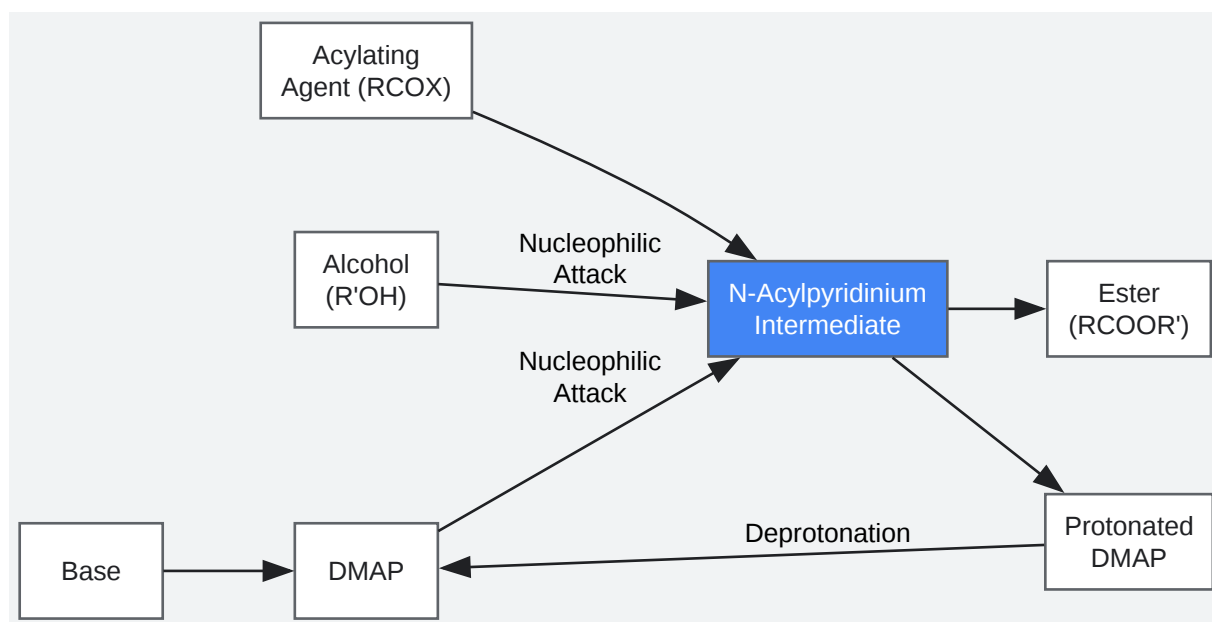 Acylating
Agent (RCOX)
Nucleophilic
Attack
Alcohol
(R'OH)
N-Acylpyridinium
Intermediate
Ester
(RCOOR')
Nucleophilic
Attack
Deprotonation
Protonated
DMAP
Base
DMAP